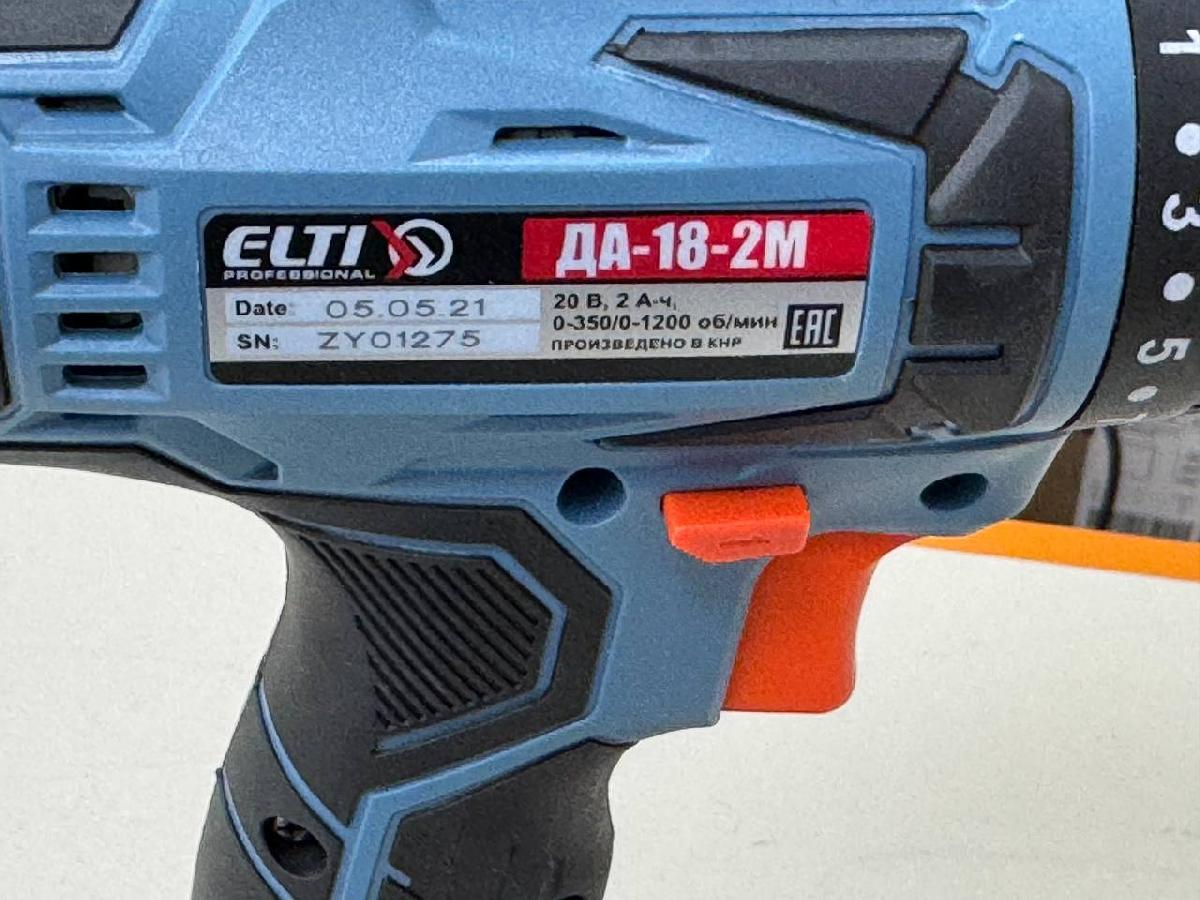 ELTI
PROFESSIONAL
ДА-18-2М
Date: 05.05.21
SN: ZY01275
20 В, 2 А·ч,
0-350/0-1200 об/мин
ПРОИЗВЕДЕНО В КНР
EAC
1
3
5